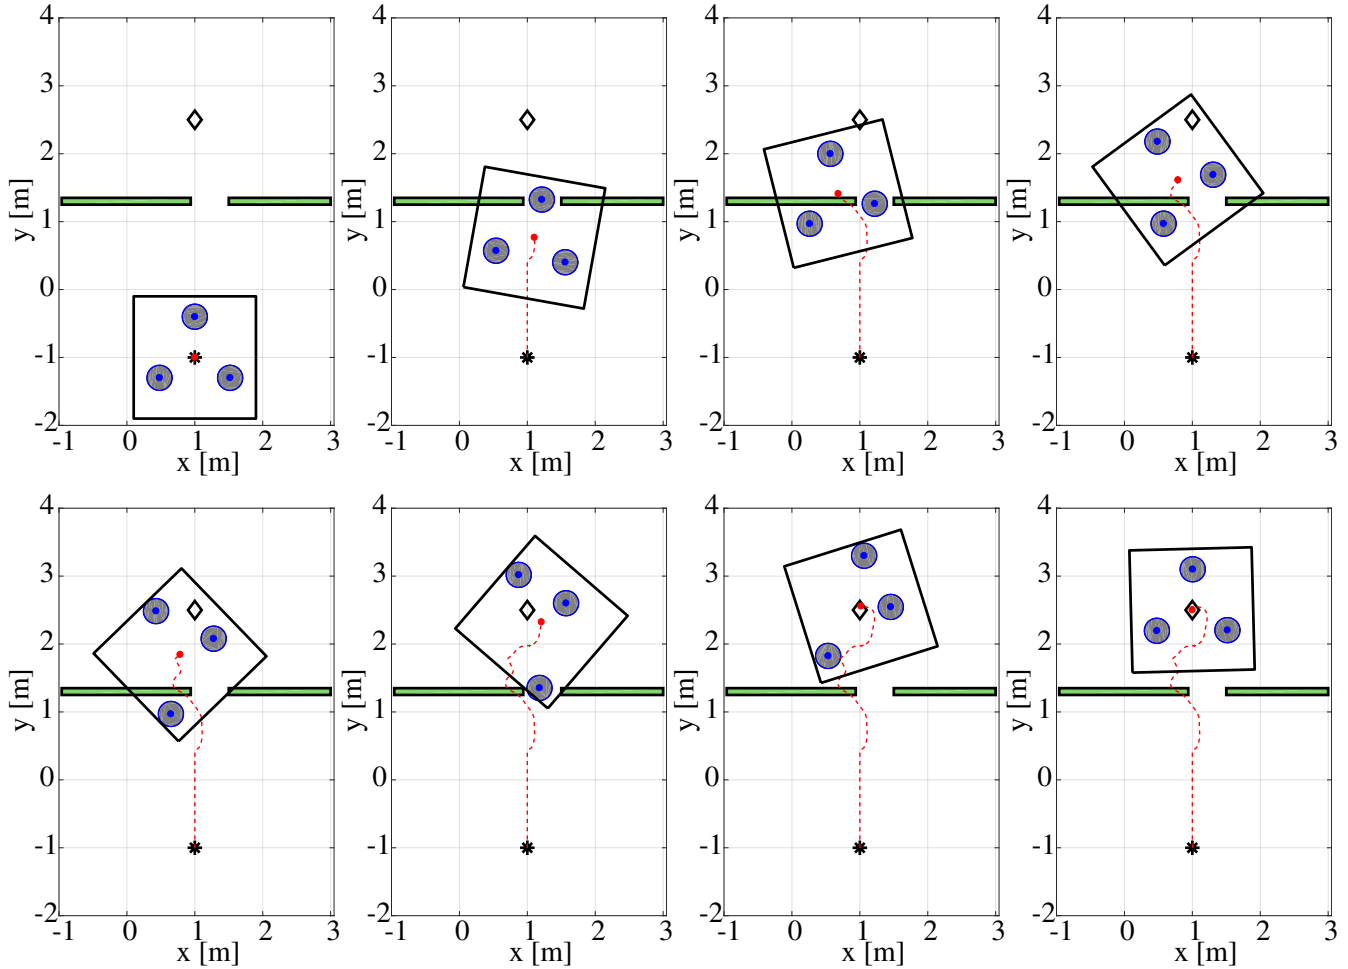 4 4 4 4
3 3 3 3
2 2 2 2
y [m] y [m] y [m] y [m]
1 1 1 1
0 0 0 0
-1 -1 -1 -1
-2 -2 -2 -2
-1 0 1 2 3 -1 0 1 2 3 -1 0 1 2 3 -1 0 1 2 3
x [m] x [m] x [m] x [m]
4 4 4 4
3 3 3 3
2 2 2 2
y [m] y [m] y [m] y [m]
1 1 1 1
0 0 0 0
-1 -1 -1 -1
-2 -2 -2 -2
-1 0 1 2 3 -1 0 1 2 3 -1 0 1 2 3 -1 0 1 2 3
x [m] x [m] x [m] x [m]